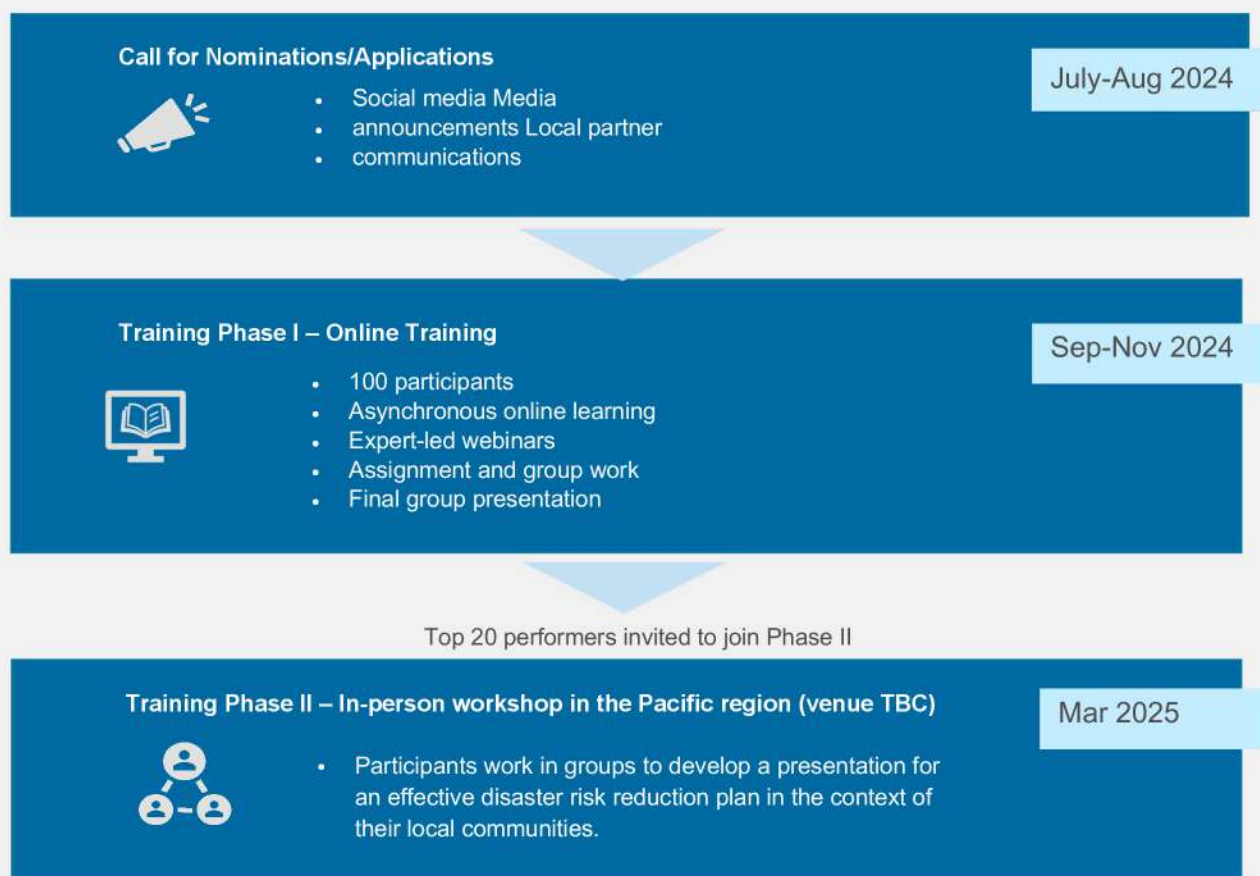 Call for Nominations/Applications
July-Aug 2024
• Social media Media
• announcements Local partner
• communications
Training Phase I – Online Training
Sep-Nov 2024
• 100 participants
• Asynchronous online learning
• Expert-led webinars
• Assignment and group work
• Final group presentation
Top 20 performers invited to join Phase II
Training Phase II – In-person workshop in the Pacific region (venue TBC)
Mar 2025
• Participants work in groups to develop a presentation for
an effective disaster risk reduction plan in the context of
their local communities.